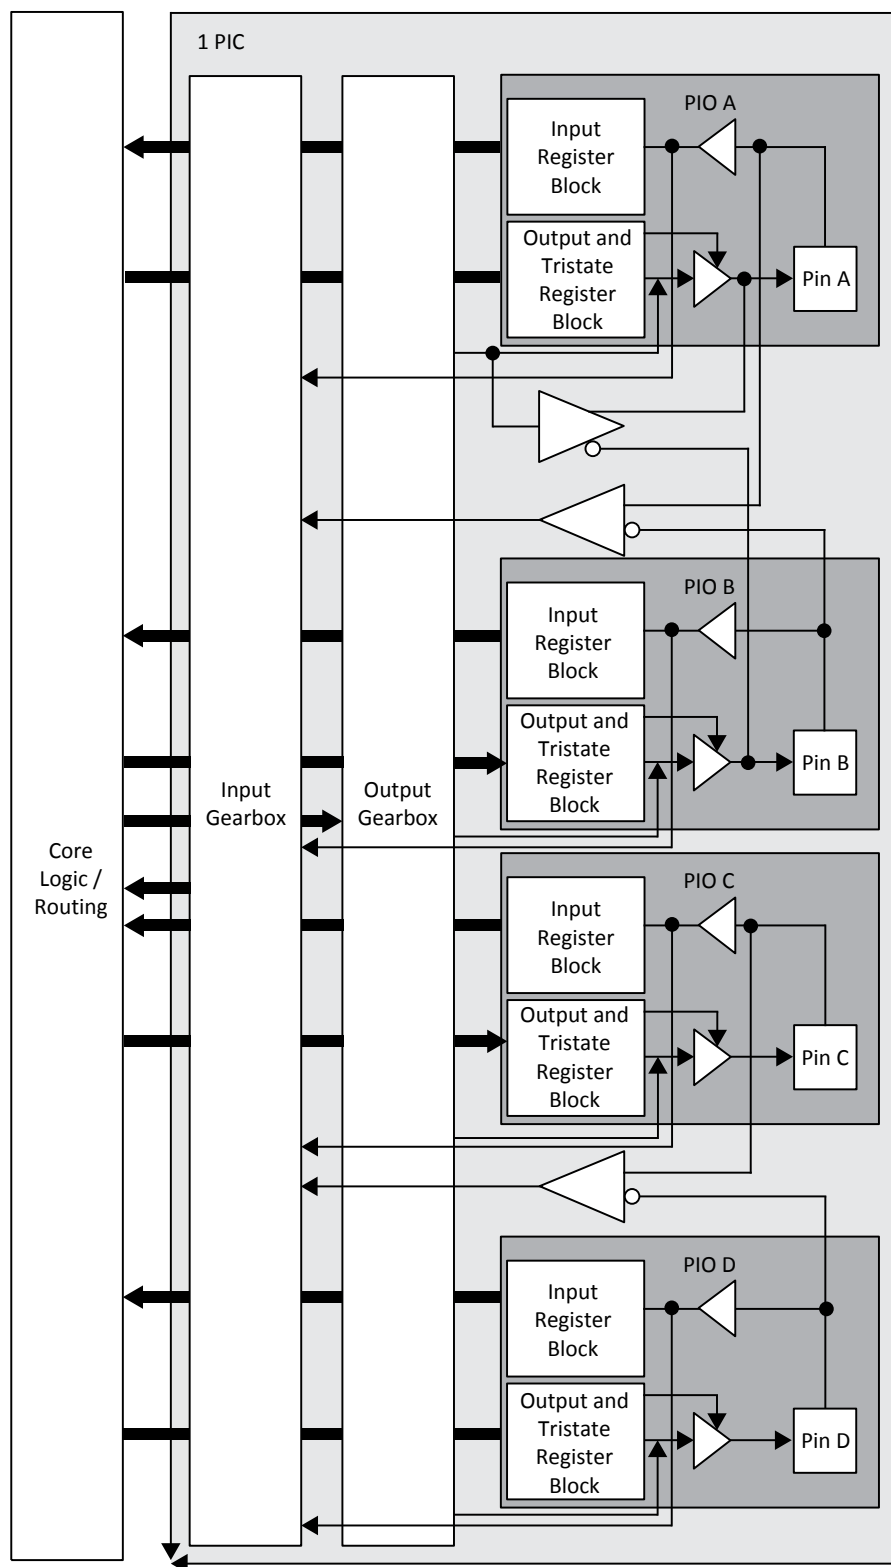 1 PIC
PIO A
Input
Register
Block
Output and
Tristate
Register
Block
Pin A
PIO B
Input
Register
Block
Output and
Tristate
Register
Block
Pin B
Input
Gearbox
Output
Gearbox
Core
Logic /
Routing
PIO C
Input
Register
Block
Output and
Tristate
Register
Block
Pin C
PIO D
Input
Register
Block
Output and
Tristate
Register
Block
Pin D